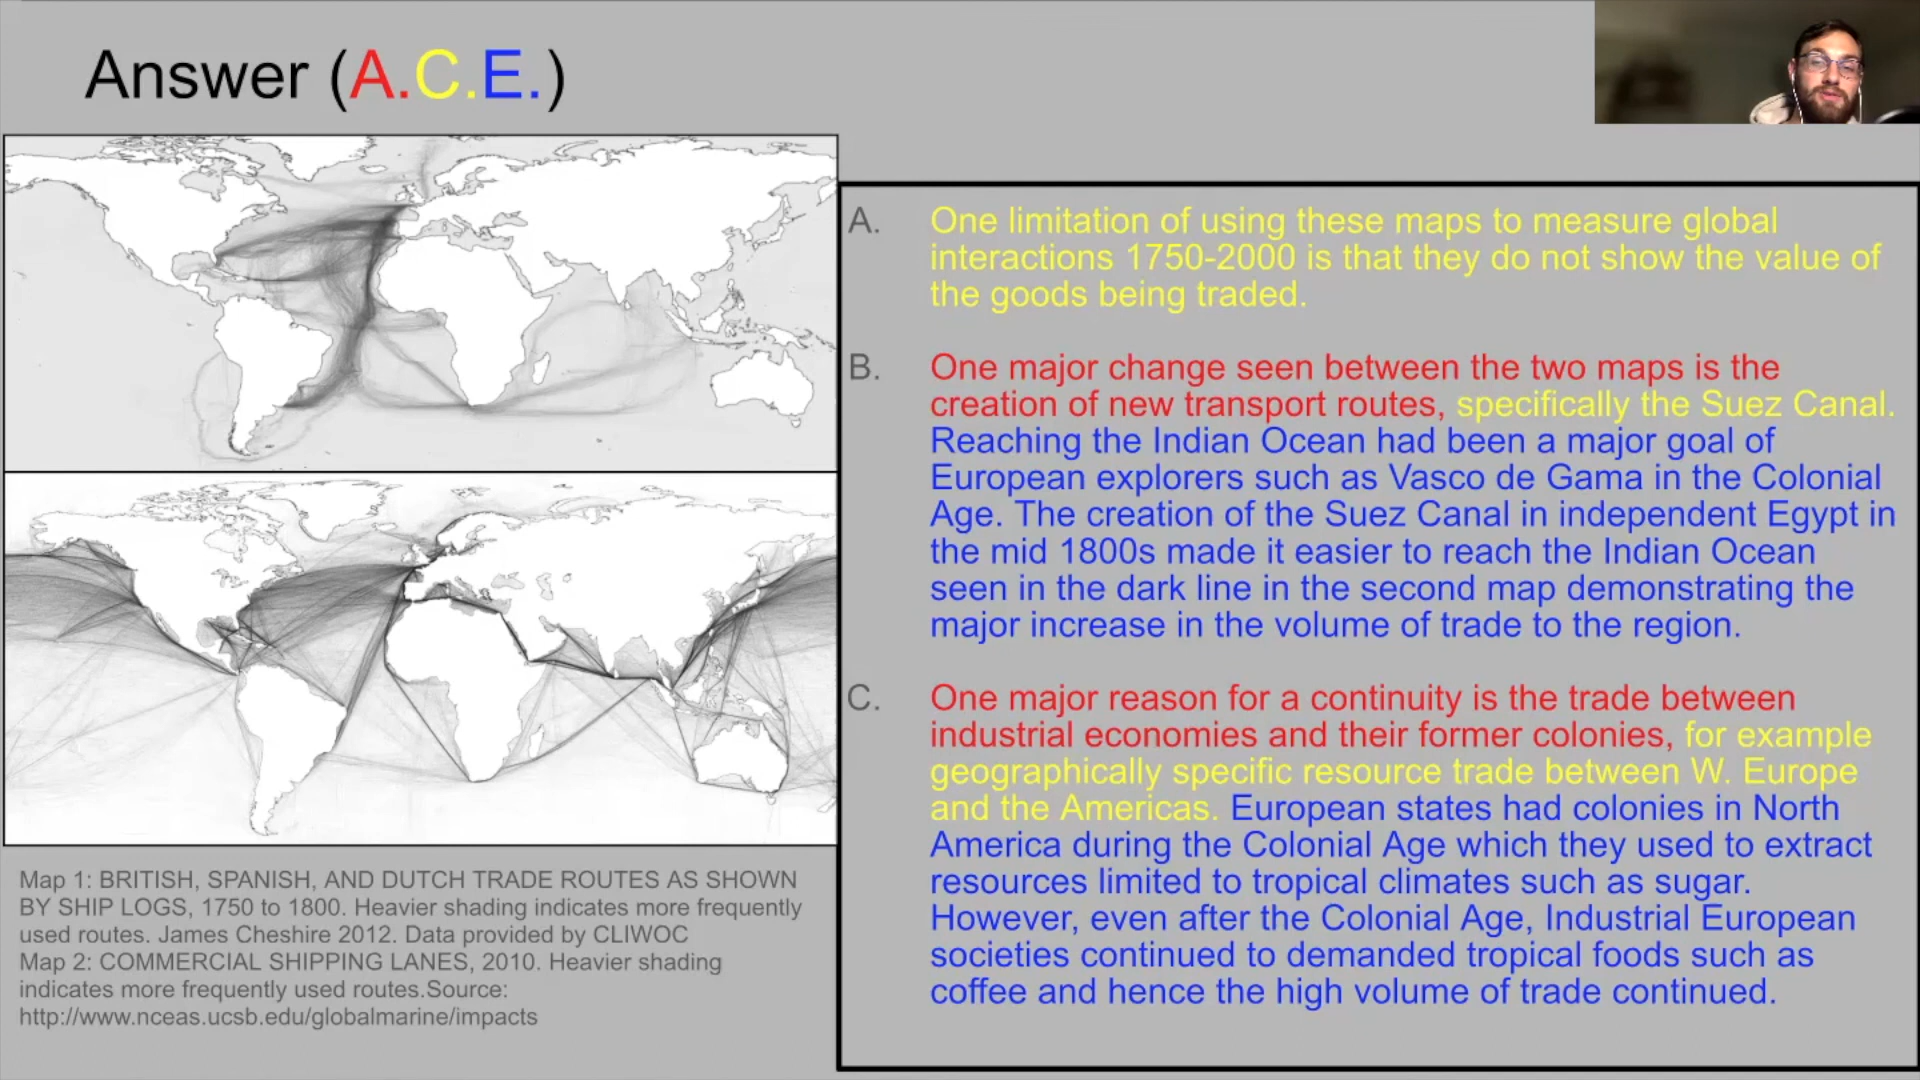 Answer (A.C.E.)
A. One limitation of using these maps to measure global
interactions 1750-2000 is that they do not show the value of
the goods being traded.
B. One major change seen between the two maps is the
creation of new transport routes, specifically the Suez Canal.
Reaching the Indian Ocean had been a major goal of
European explorers such as Vasco de Gama in the Colonial
Age. The creation of the Suez Canal in independent Egypt in
the mid 1800s made it easier to reach the Indian Ocean
seen in the dark line in the second map demonstrating the
major increase in the volume of trade to the region.
C. One major reason for a continuity is the trade between
industrial economies and their former colonies, for example
geographically specific resource trade between W. Europe
and the Americas. European states had colonies in North
America during the Colonial Age which they used to extract
resources limited to tropical climates such as sugar.
However, even after the Colonial Age, Industrial European
societies continued to demanded tropical foods such as
coffee and hence the high volume of trade continued.
Map 1: BRITISH, SPANISH, AND DUTCH TRADE ROUTES AS SHOWN
BY SHIP LOGS, 1750 to 1800. Heavier shading indicates more frequently
used routes. James Cheshire 2012. Data provided by CLIWOC
Map 2: COMMERCIAL SHIPPING LANES, 2010. Heavier shading
indicates more frequently used routes.Source:
http://www.nceas.ucsb.edu/globalmarine/impacts